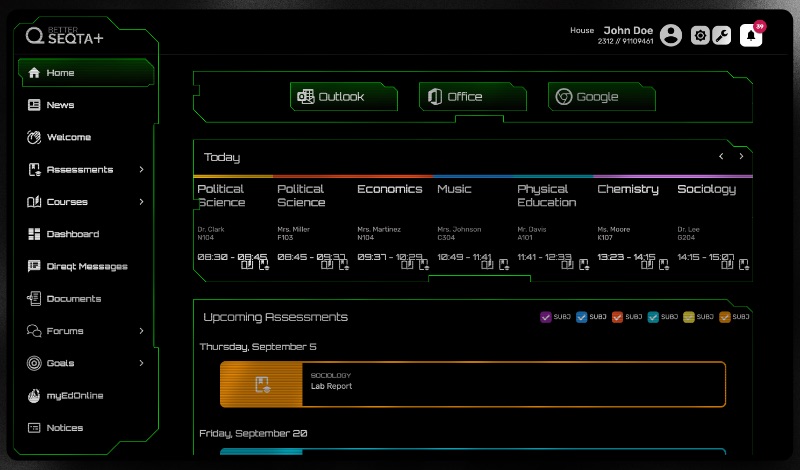 BETTER
SEQTA+
House John Doe
2312 // 91109461
39
Home
News
Welcome
Assessments
Courses
Dashboard
Direqt Messages
Documents
Forums
Goals
myEdOnline
Notices
Outlook
Office
Google
Today
Political Science
Dr. Clark
N104
08:30 - 08:45
Political Science
Mrs. Miller
F103
08:45 - 09:37
Economics
Mrs. Martinez
N104
09:37 - 10:29
Music
Mrs. Johnson
C304
10:49 - 11:41
Physical Education
Mr. Davis
A101
11:41 - 12:33
Chemistry
Ms. Moore
K107
13:23 - 14:15
Sociology
Dr. Lee
G204
14:15 - 15:07
Upcoming Assessments
SUBJ SUBJ SUBJ SUBJ SUBJ SUBJ
Thursday, September 5
SOCIOLOGY
Lab Report
Friday, September 20